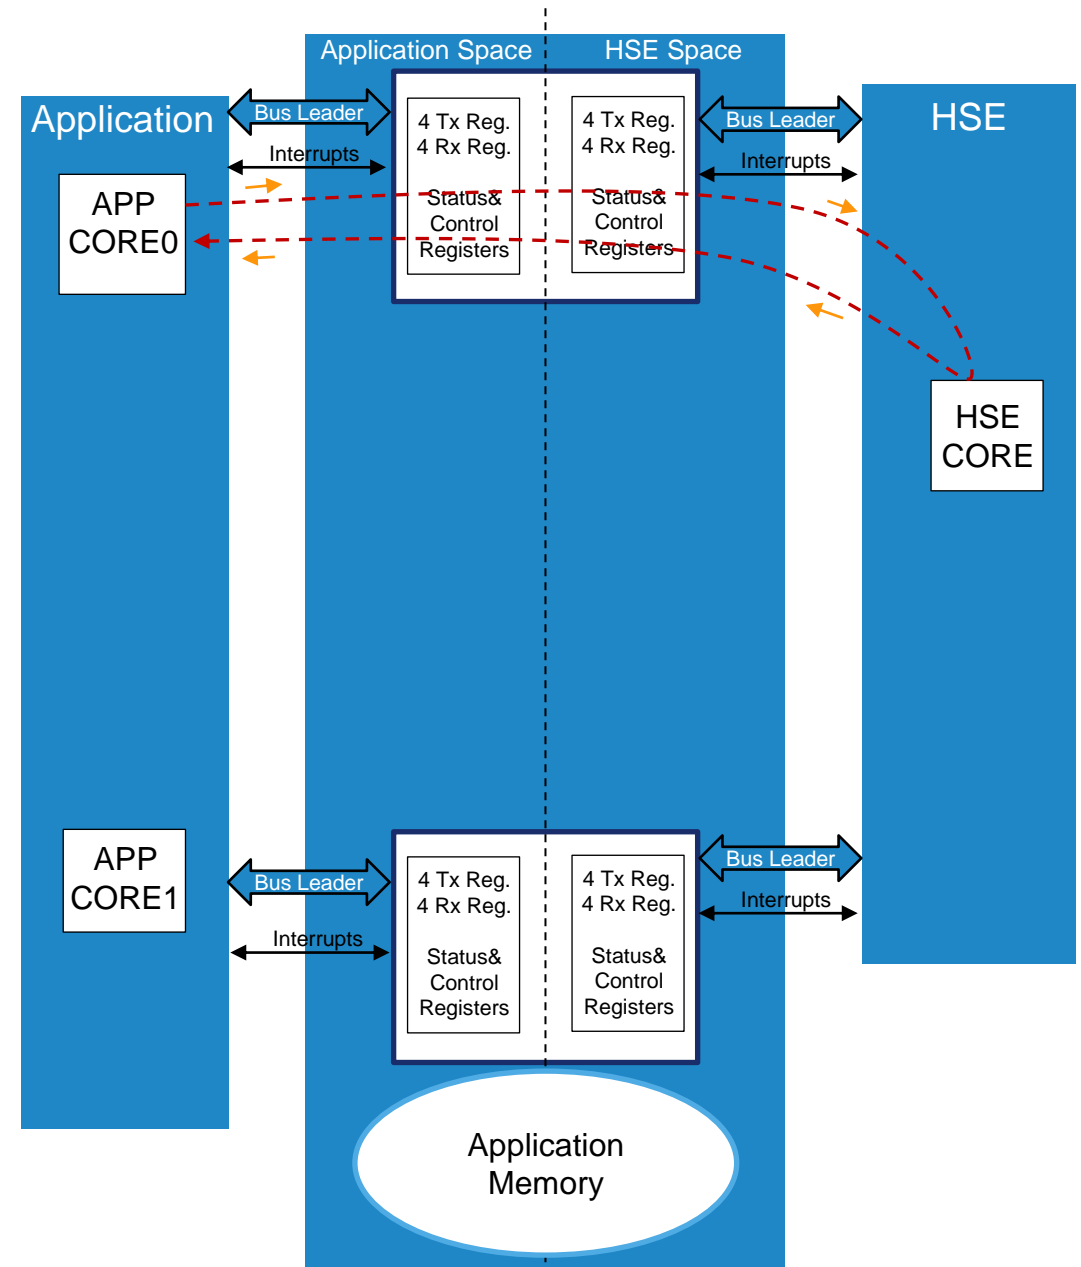 Application Space
HSE Space
Application
HSE
Bus Leader
Interrupts
4 Tx Reg.
4 Rx Reg.
Status&
Control
Registers
4 Tx Reg.
4 Rx Reg.
Status&
Control
Registers
Bus Leader
Interrupts
APP
CORE0
HSE
CORE
APP
CORE1
Bus Leader
Interrupts
4 Tx Reg.
4 Rx Reg.
Status&
Control
Registers
4 Tx Reg.
4 Rx Reg.
Status&
Control
Registers
Bus Leader
Interrupts
Application
Memory